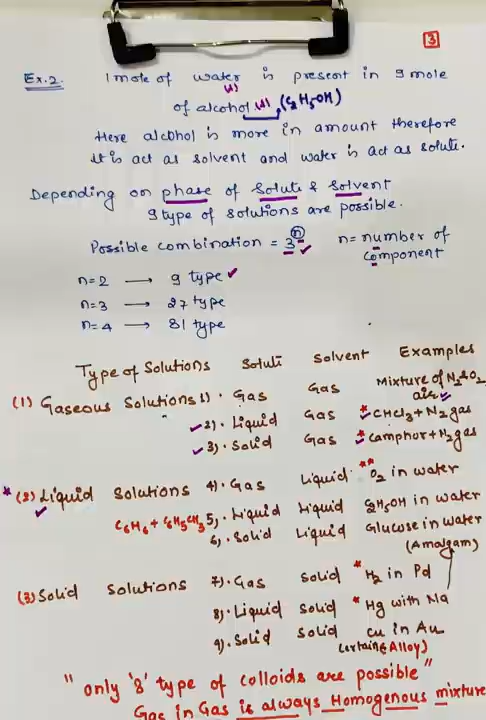 3
Ex.2. 1 mole of water (l) is present in 9 mole
of alcohol (l), (C2H5OH)
Here alcohol is more in amount therefore
it is act as solvent and water is act as solute.
Depending on phase of Solute & Solvent
9 type of solutions are possible.
Possible combination = 3ⁿ n = number of component
n=2 → 9 type
n=3 → 27 type
n=4 → 81 type
Type of Solutions Solute Solvent Examples
(1) Gaseous Solutions 1). Gas Gas Mixture of N2 & O2 air
2). Liquid Gas * CHCl3 + N2 gas
3). Solid Gas * Camphor + N2 gas
* (2) Liquid Solutions 4). Gas Liquid ** O2 in water
C6H6 + C6H5CH3 5). Liquid Liquid C2H5OH in water
6). Solid Liquid Glucose in water
(Amalgam)
(3) Solid Solutions 7). Gas Solid * H2 in Pd
8). Liquid Solid * Hg with Na
9). Solid Solid Cu in Au
(Alloy)
"only '8' type of colloids are possible"
Gas in Gas is always Homogenous mixture